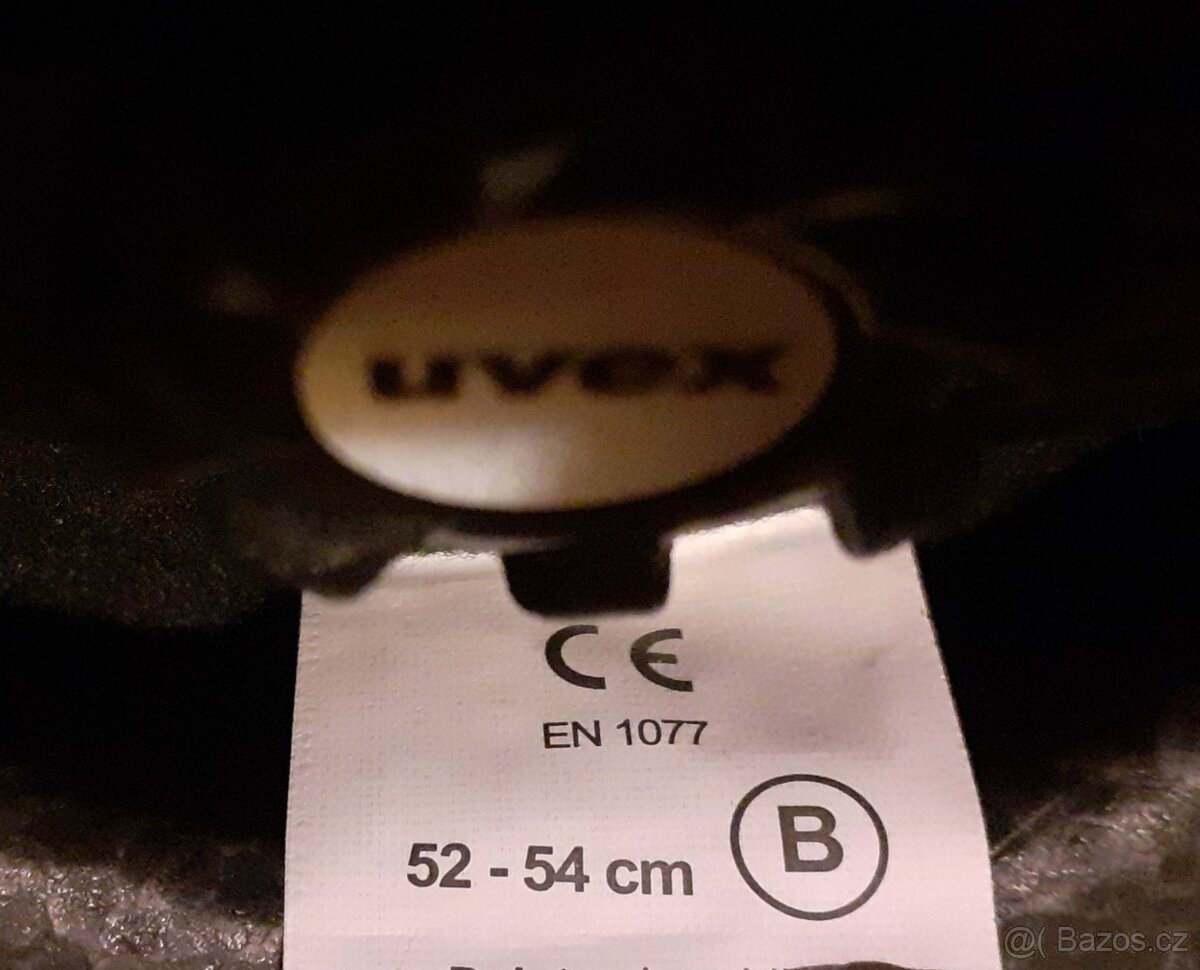 uvex
CE
EN 1077
52 - 54 cm
B
@( Bazos.cz